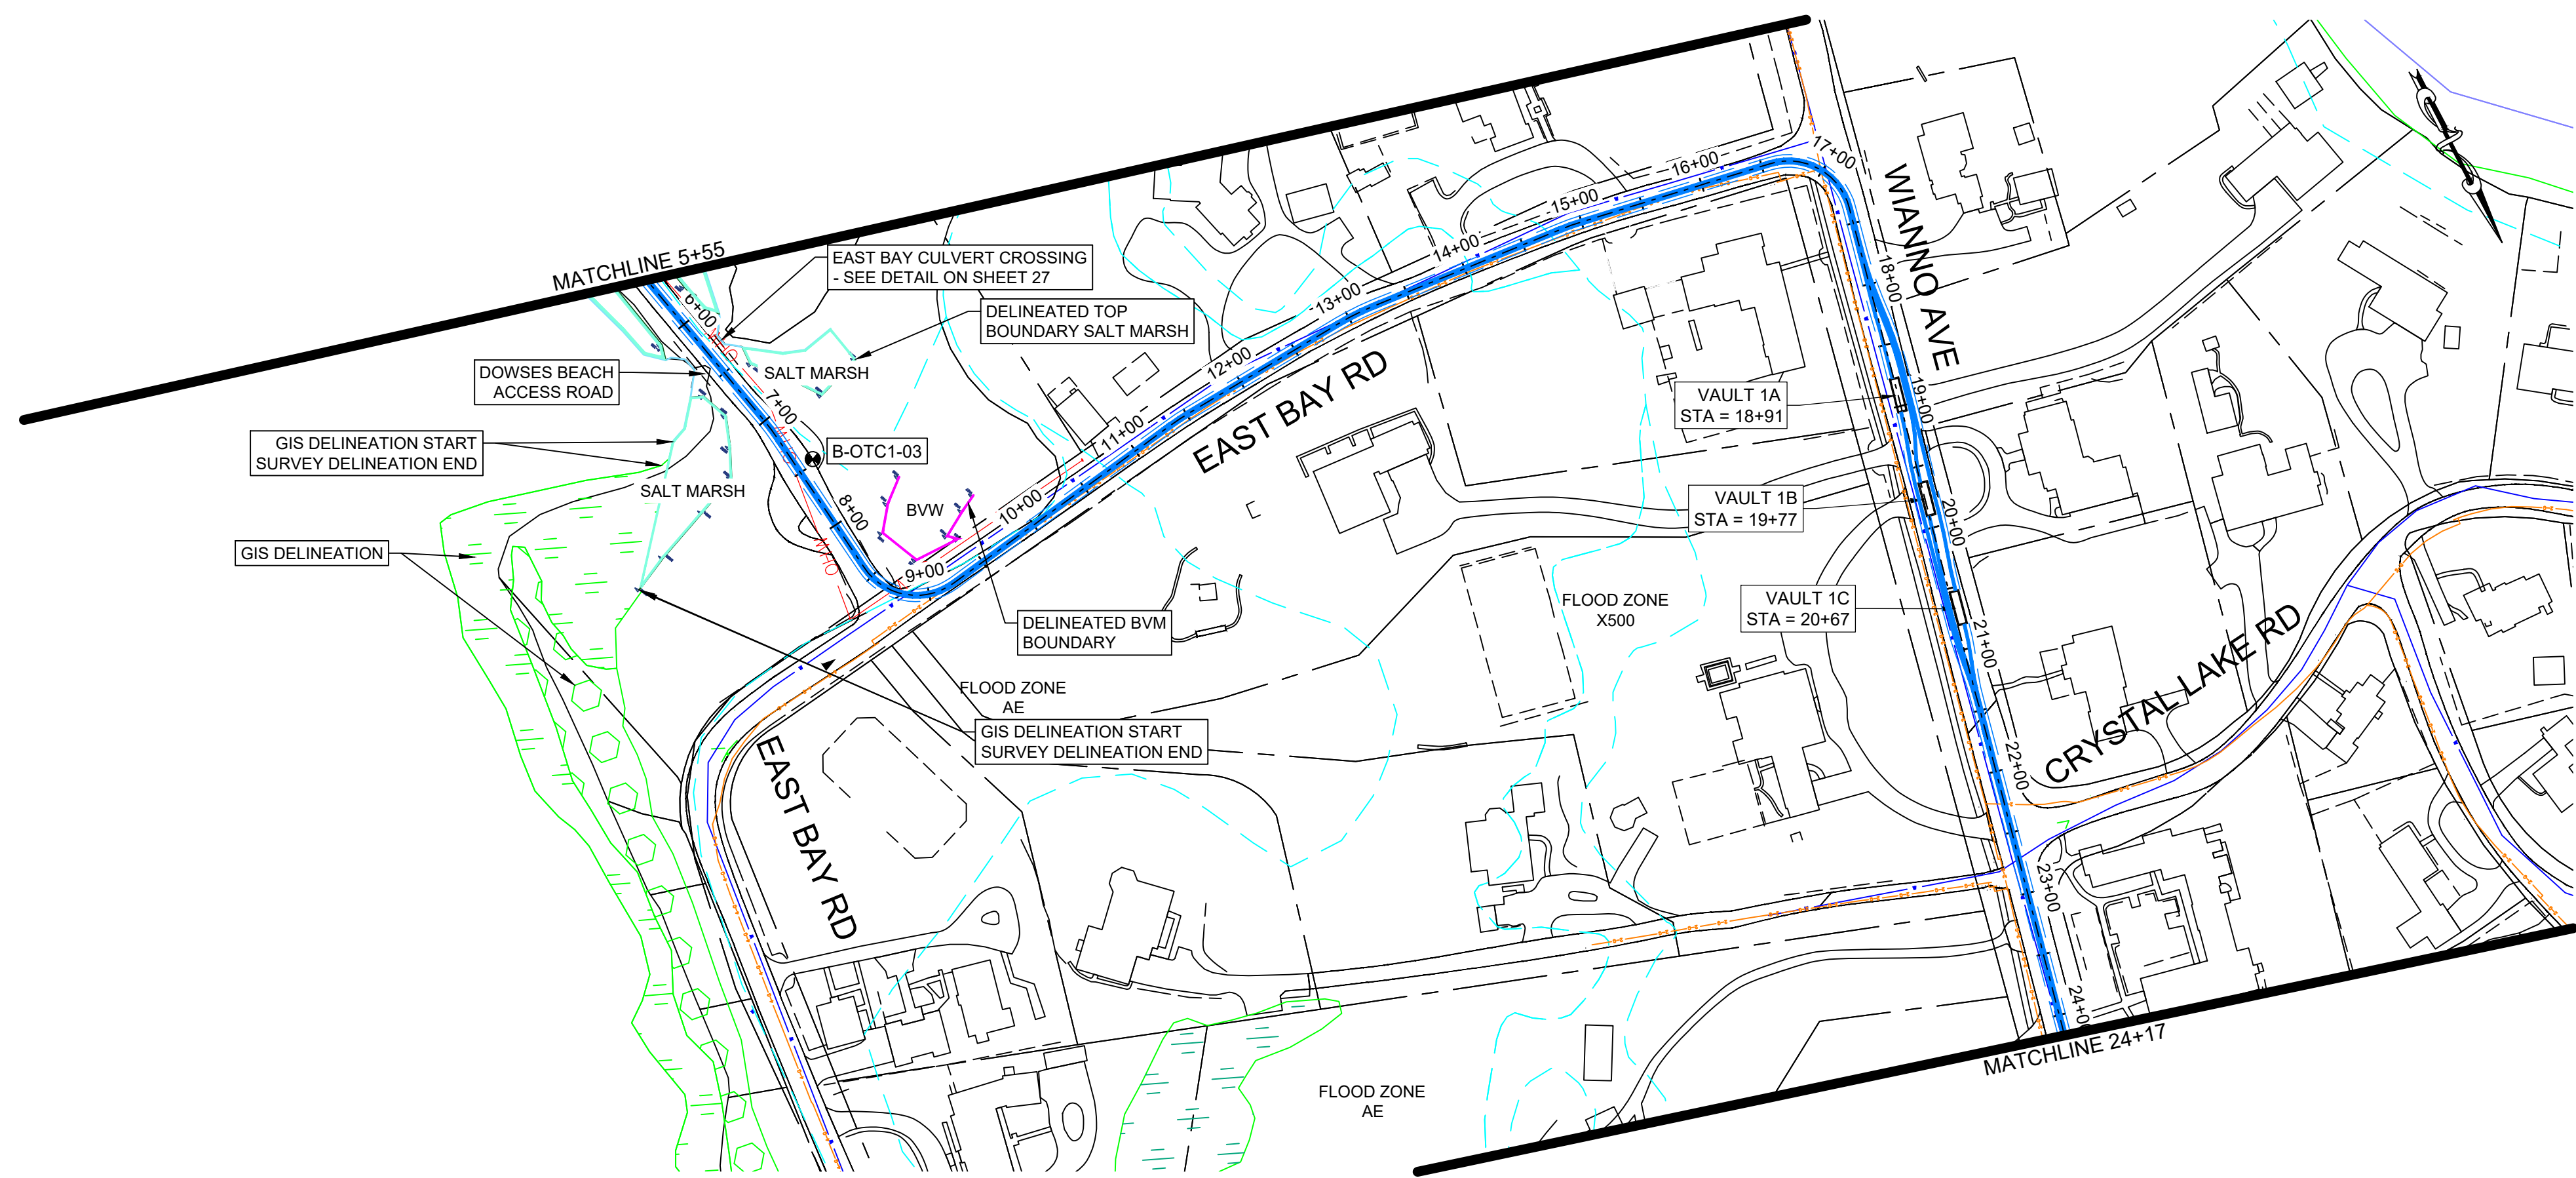 MATCHLINE 5+55
EAST BAY CULVERT CROSSING
- SEE DETAIL ON SHEET 27
DELINEATED TOP
BOUNDARY SALT MARSH
DOWSES BEACH
ACCESS ROAD
SALT MARSH
GIS DELINEATION START
SURVEY DELINEATION END
B-OTC1-03
SALT MARSH
BVW
GIS DELINEATION
DELINEATED BVM
BOUNDARY
FLOOD ZONE
AE
GIS DELINEATION START
SURVEY DELINEATION END
EAST BAY RD
EAST BAY RD
6+00
7+00
8+00
9+00
10+00
11+00
12+00
13+00
14+00
15+00
16+00
17+00
18+00
19+00
20+00
21+00
22+00
23+00
24+00
OHW
OHW
OHW
WIANNO AVE
VAULT 1A
STA = 18+91
VAULT 1B
STA = 19+77
VAULT 1C
STA = 20+67
FLOOD ZONE
X500
CRYSTAL LAKE RD
FLOOD ZONE
AE
MATCHLINE 24+17